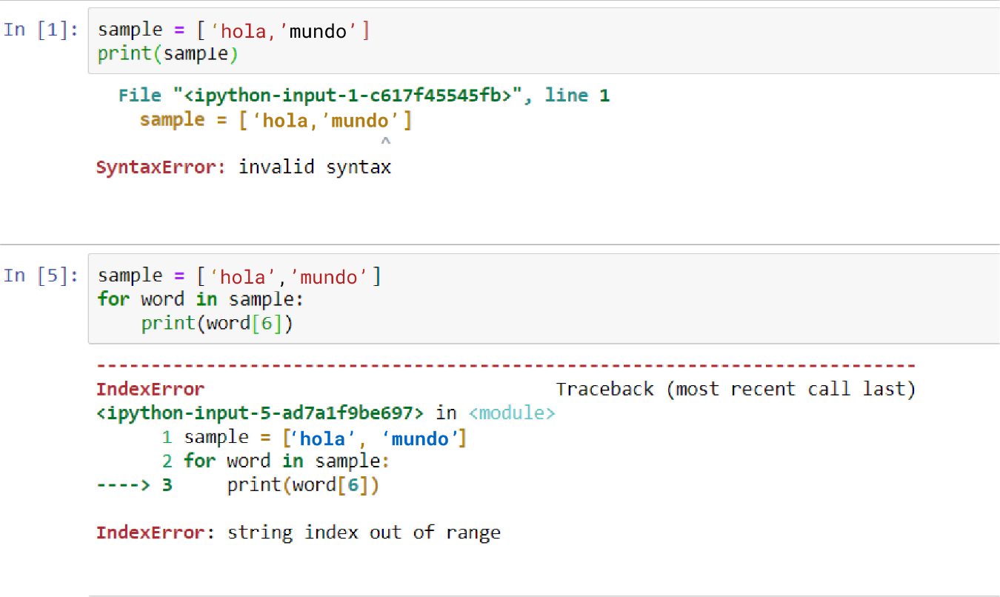 In [1]: sample = [‘hola,’mundo’]
print(sample)
File "<ipython-input-1-c617f45545fb>", line 1
sample = [‘hola,’mundo’]
^
SyntaxError: invalid syntax
In [5]: sample = [‘hola’,’mundo’]
for word in sample:
print(word[6])
---------------------------------------------------------------------------
IndexError Traceback (most recent call last)
<ipython-input-5-ad7a1f9be697> in <module>
1 sample = [‘hola’, ‘mundo’]
2 for word in sample:
----> 3 print(word[6])
IndexError: string index out of range